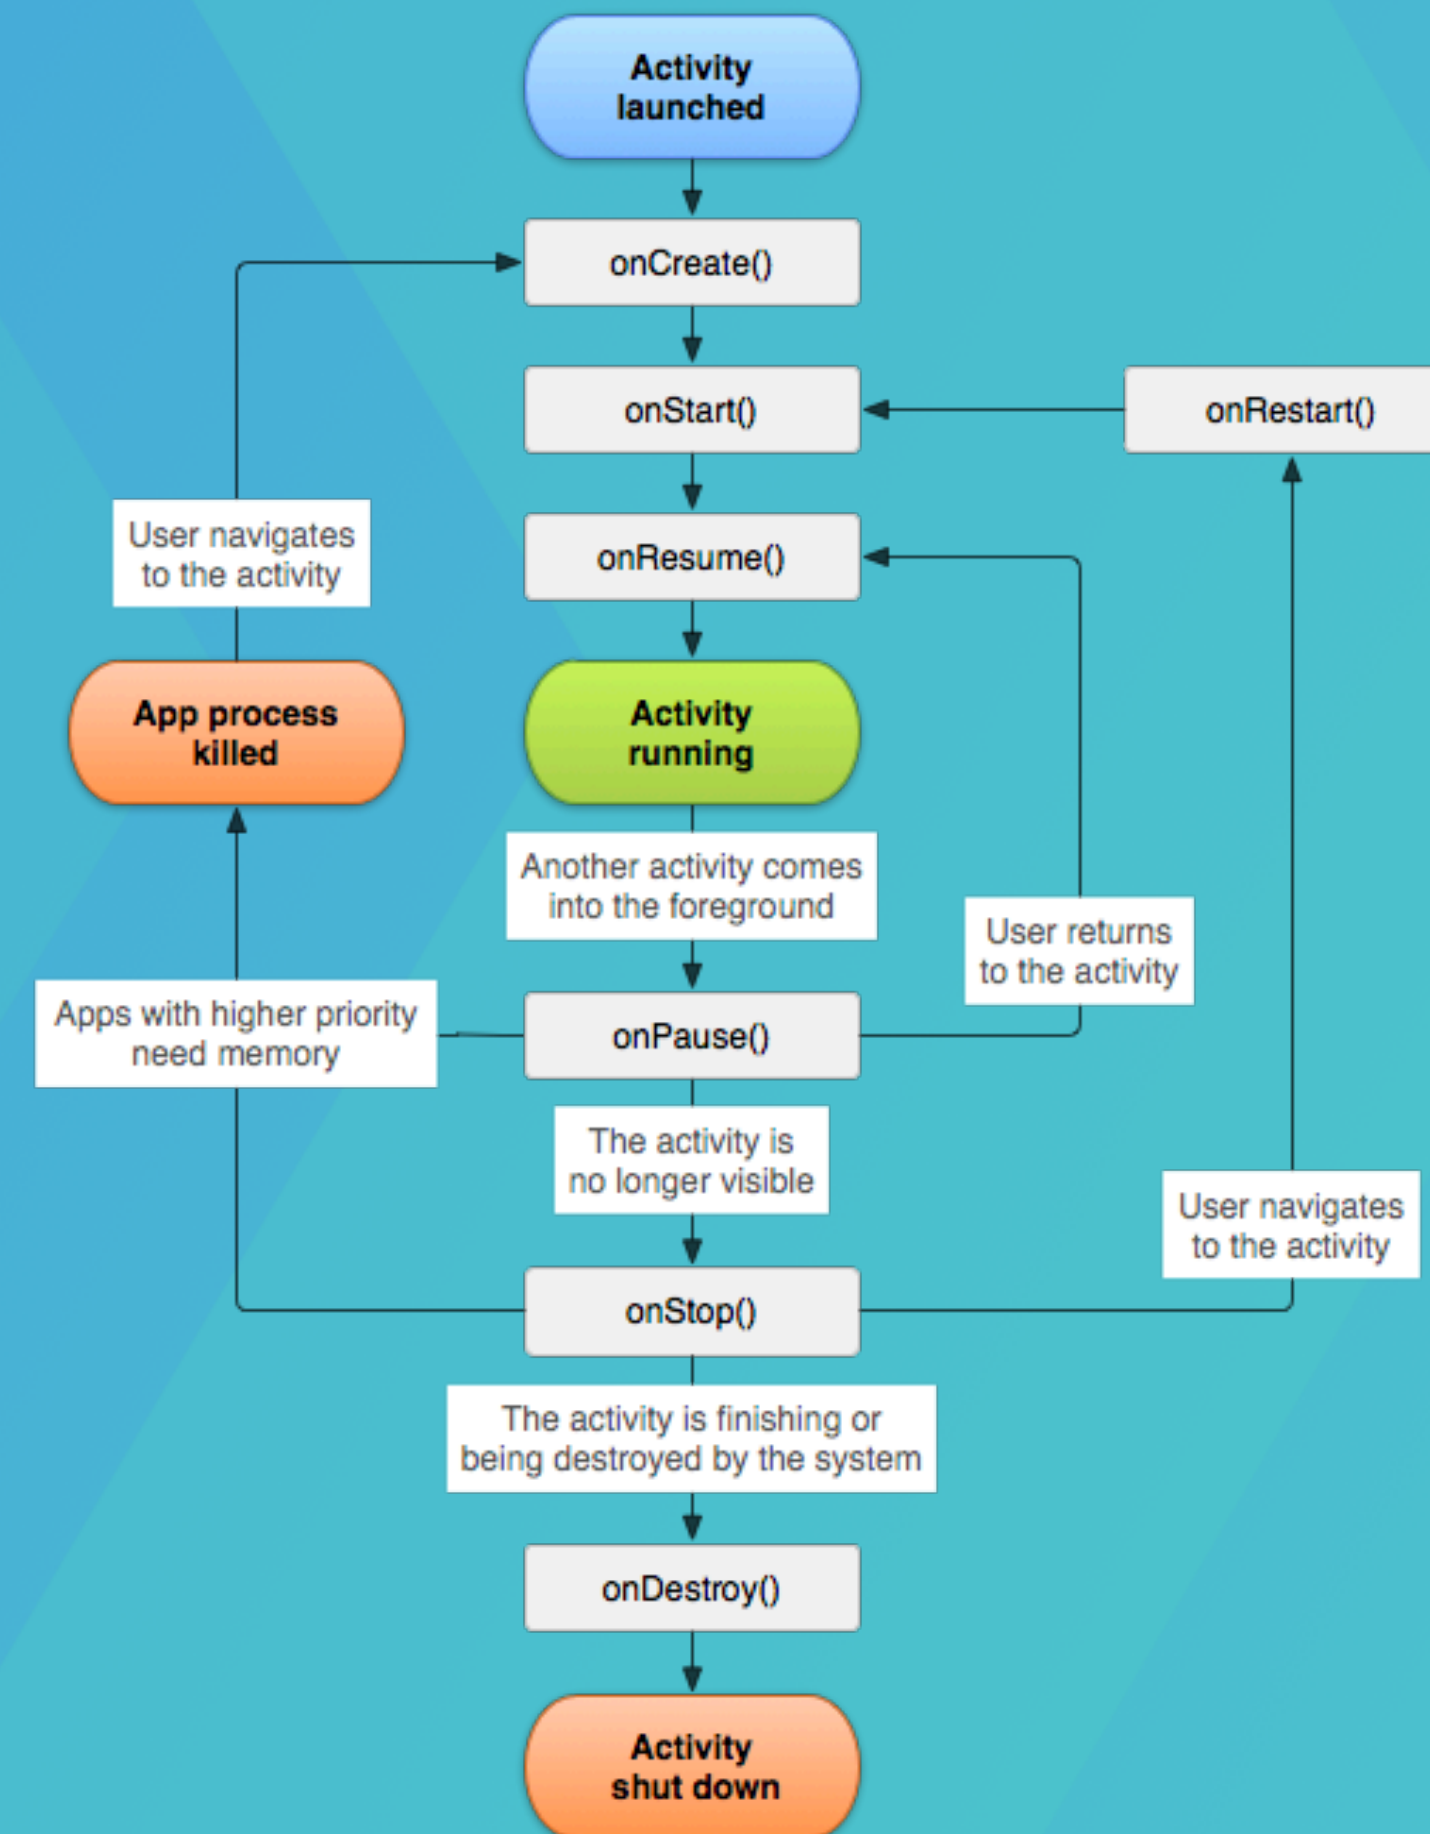 Activity
launched
onCreate()
onStart()
onRestart()
User navigates
to the activity
onResume()
App process
killed
Activity
running
Another activity comes
into the foreground
User returns
to the activity
Apps with higher priority
need memory
onPause()
The activity is
no longer visible
User navigates
to the activity
onStop()
The activity is finishing or
being destroyed by the system
onDestroy()
Activity
shut down